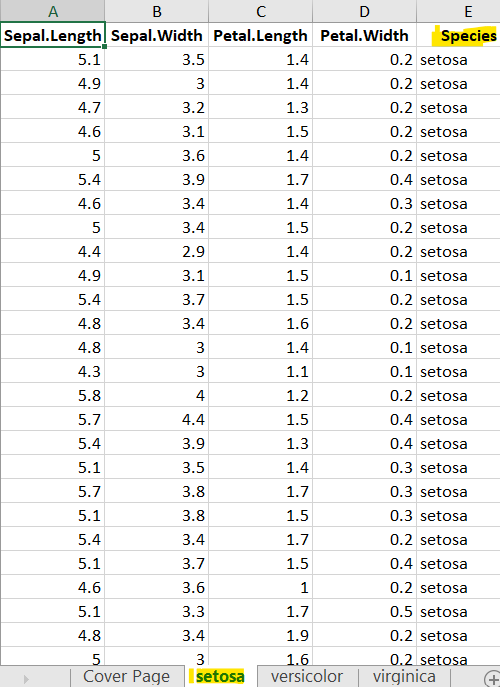 A B C D E
Sepal.Length Sepal.Width Petal.Length Petal.Width Species
5.1 3.5 1.4 0.2 setosa
4.9 3 1.4 0.2 setosa
4.7 3.2 1.3 0.2 setosa
4.6 3.1 1.5 0.2 setosa
5 3.6 1.4 0.2 setosa
5.4 3.9 1.7 0.4 setosa
4.6 3.4 1.4 0.3 setosa
5 3.4 1.5 0.2 setosa
4.4 2.9 1.4 0.2 setosa
4.9 3.1 1.5 0.1 setosa
5.4 3.7 1.5 0.2 setosa
4.8 3.4 1.6 0.2 setosa
4.8 3 1.4 0.1 setosa
4.3 3 1.1 0.1 setosa
5.8 4 1.2 0.2 setosa
5.7 4.4 1.5 0.4 setosa
5.4 3.9 1.3 0.4 setosa
5.1 3.5 1.4 0.3 setosa
5.7 3.8 1.7 0.3 setosa
5.1 3.8 1.5 0.3 setosa
5.4 3.4 1.7 0.2 setosa
5.1 3.7 1.5 0.4 setosa
4.6 3.6 1 0.2 setosa
5.1 3.3 1.7 0.5 setosa
4.8 3.4 1.9 0.2 setosa
5 3 1.6 0.2 setosa
Cover Page setosa versicolor virginica